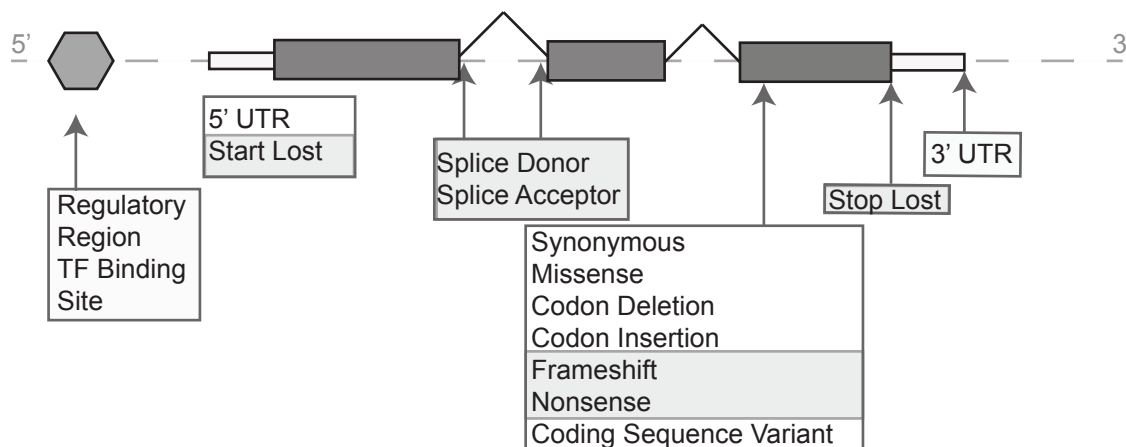 5’
3
5’ UTR
Start Lost
Splice Donor
Splice Acceptor
3’ UTR
Stop Lost
Regulatory
Region
TF Binding
Site
Synonymous
Missense
Codon Deletion
Codon Insertion
Frameshift
Nonsense
Coding Sequence Variant